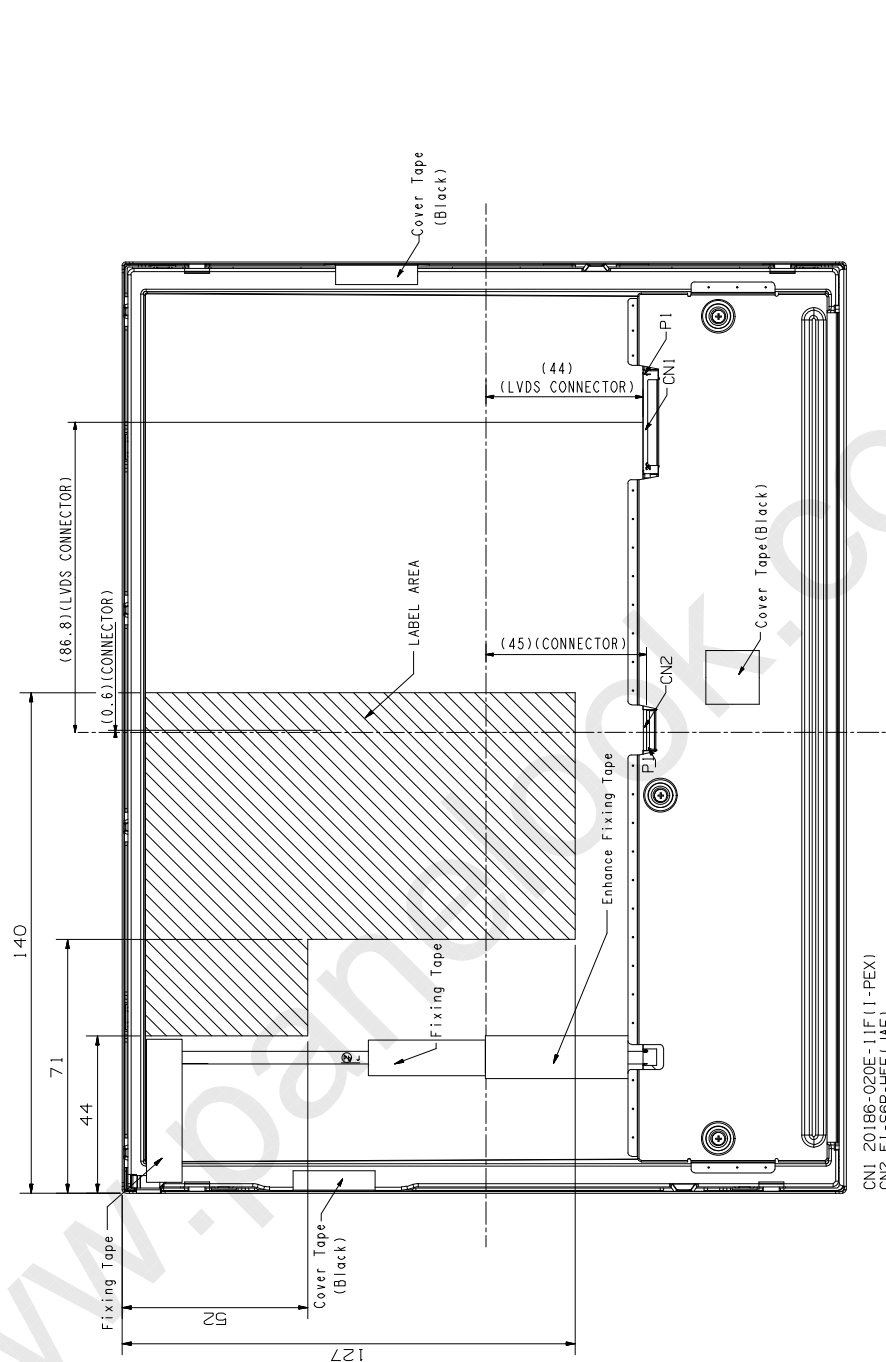 Cover Tape
(Black)
(44)
(LVDS CONNECTOR)
P1
CN1
(86.8)(LVDS CONNECTOR)
(0.6)(CONNECTOR)
LABEL AREA
(45)(CONNECTOR)
CN2
P1
Cover Tape(Black)
140
71
44
Fixing Tape
Enhance Fixing Tape
Fixing Tape
Cover Tape
(Black)
52
127
CN1 20186-020E-11F(I-PEX)
CN2
www.panelook.co